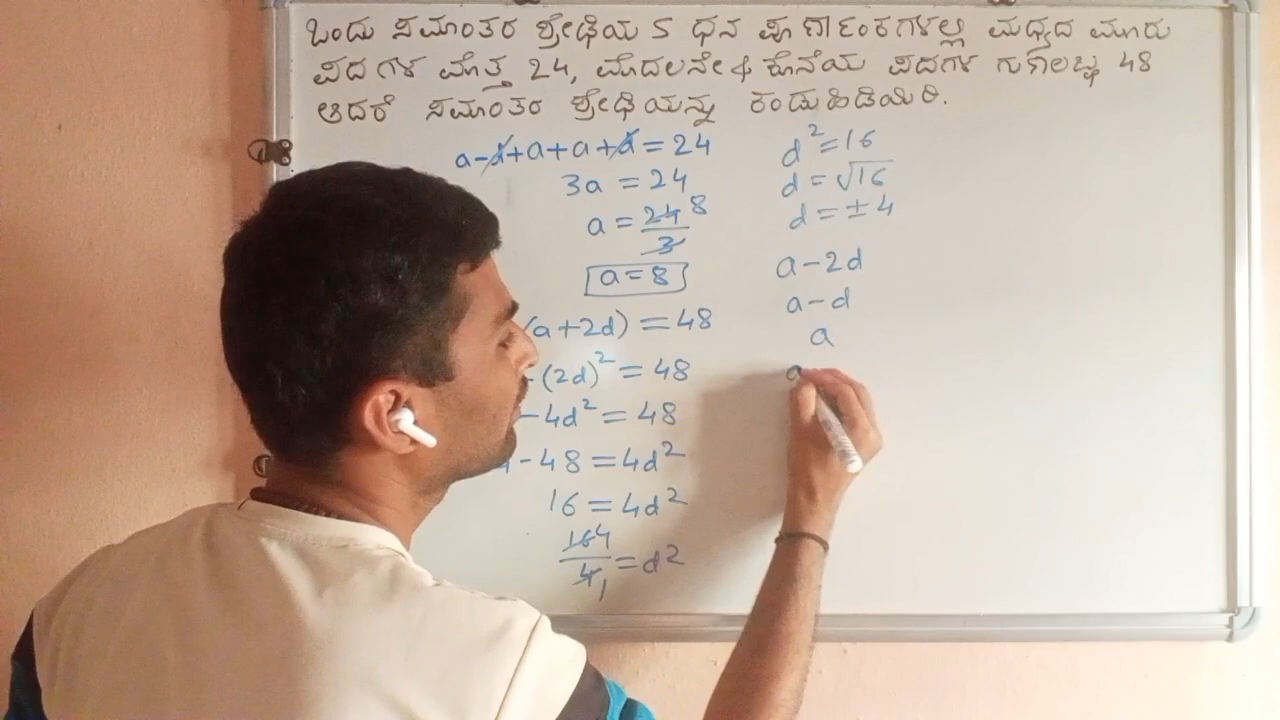 ಒಂದು ಸಮಾಂತರ ಶ್ರೇಢಿಯ 5 ಧನ ಪೂರ್ಣಾಂಕಗಳಲ್ಲಿ ಮಧ್ಯದ ಮೂರು
ಪದಗಳ ಮೊತ್ತ 24, ಮೊದಲನೇ & ಕೊನೆಯ ಪದಗಳ ಗುಣಲಬ್ಧ 48
ಆದರೆ ಸಮಾಂತರ ಶ್ರೇಢಿಯನ್ನು ಕಂಡುಹಿಡಿಯಿರಿ.
a-d+a+a+d=24
3a=24
a=24/3 8
a=8
(a+2d)=48
-(2d)²=48
-4d²=48
-48=4d²
16=4d²
16/4=d² 4 1
d²=16
d=√16
d=±4
a-2d
a-d
a
a